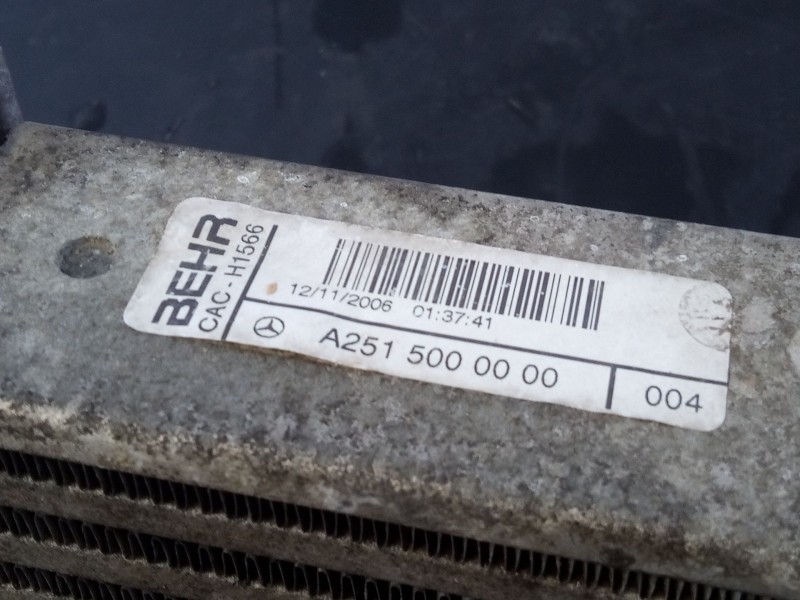 BEHR
CAC - H1566
12/11/2006 01:37:41
A251 500 00 00
004